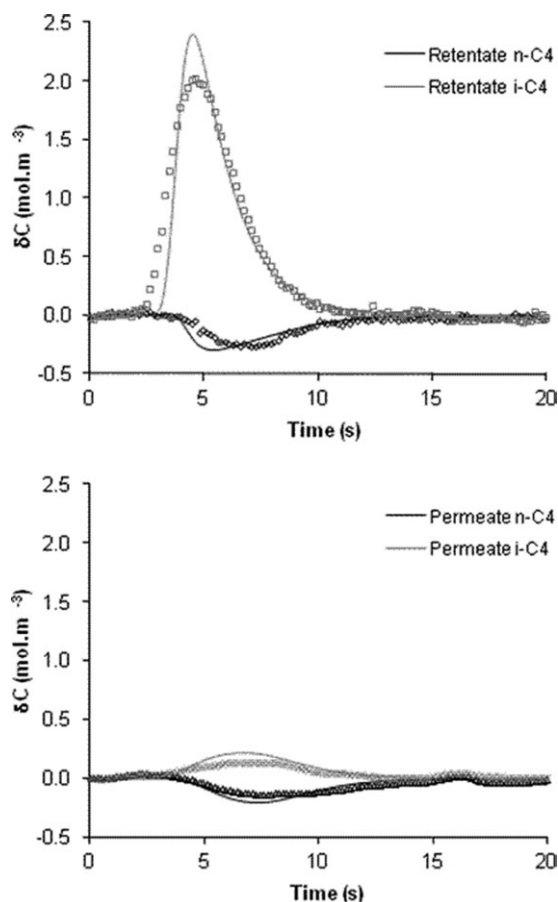 2.5
Retentate n-C4
2.0
Retentate i-C4
1.5
1.0
0.5
0.0
-0.5
δC (mol.m -3)
0 5 10 15 20
Time (s)
2.5
Permeate n-C4
2.0
Permeate i-C4
1.5
1.0
0.5
0.0
-0.5
δC (mol.m -3)
0 5 10 15 20
Time (s)